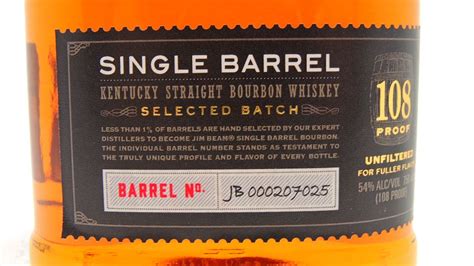 SINGLE BARREL
KENTUCKY STRAIGHT BOURBON WHISKEY
SELECTED BATCH
LESS THAN 1% OF BARRELS ARE HAND SELECTED BY OUR EXPERT
DISTILLERS TO BECOME JIM BEAM® SINGLE BARREL BOURBON.
THE INDIVIDUAL BARREL NUMBER STANDS AS TESTAMENT TO
THE TRULY UNIQUE PROFILE AND FLAVOR OF EVERY BOTTLE.
BARREL No. JB 000207025
108
PROOF
UNFILTERED
FOR FULLER
54% ALC/VOL
(108 PROOF)